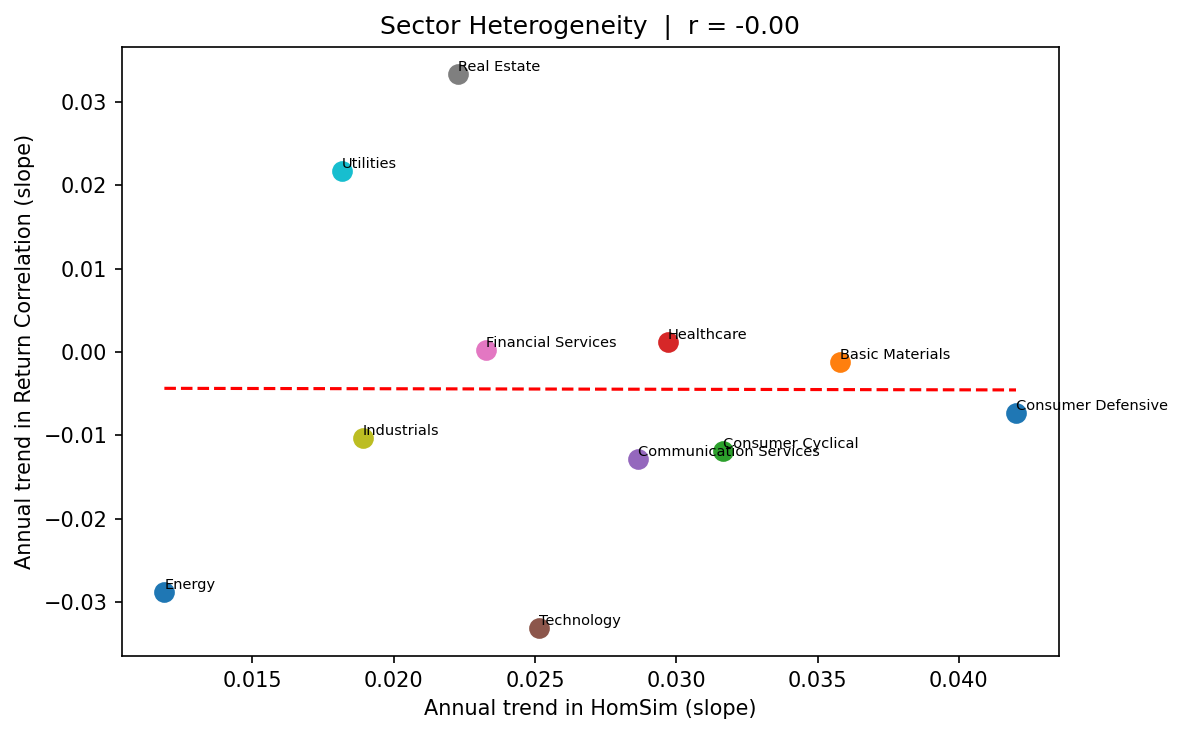 Sector Heterogeneity | r = -0.00
Annual trend in Return Correlation (slope)
0.03
0.02
0.01
0.00
−0.01
−0.02
−0.03
Real Estate
Utilities
Financial Services
Healthcare
Basic Materials
Consumer Defensive
Industrials
Consumer Cyclical
Communication Services
Energy
Technology
0.015
0.020
0.025
0.030
0.035
0.040
Annual trend in HomSim (slope)